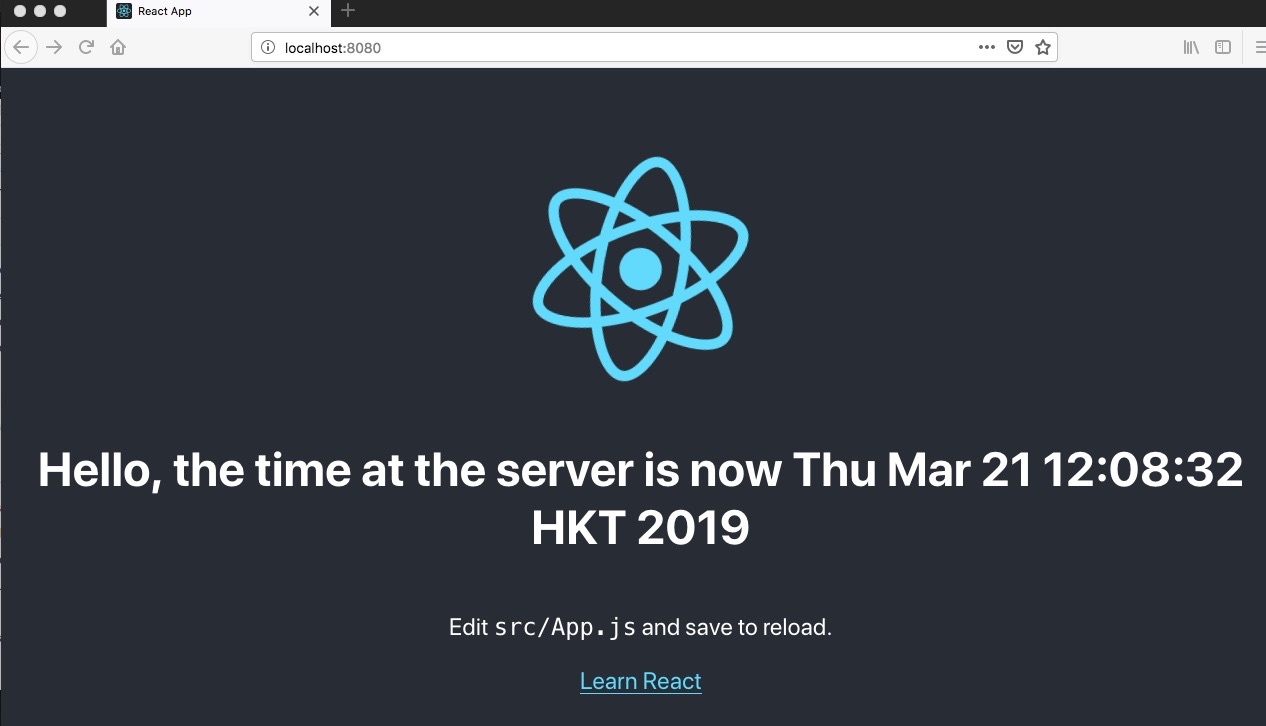 React App
localhost:8080
Hello, the time at the server is now Thu Mar 21 12:08:32
HKT 2019
Edit src/App.js and save to reload.
Learn React